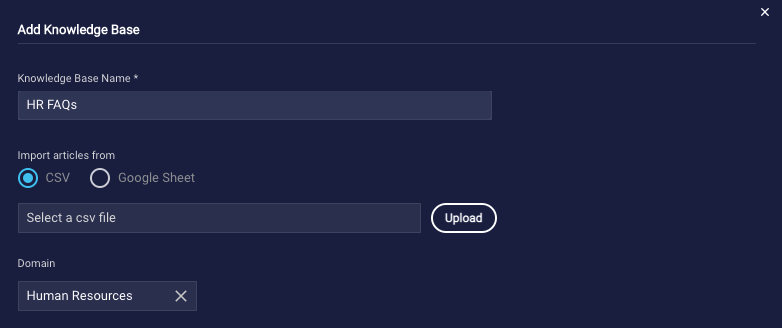 Add Knowledge Base
Knowledge Base Name *
HR FAQs
Import articles from
CSV Google Sheet
Select a csv file Upload
Domain
Human Resources